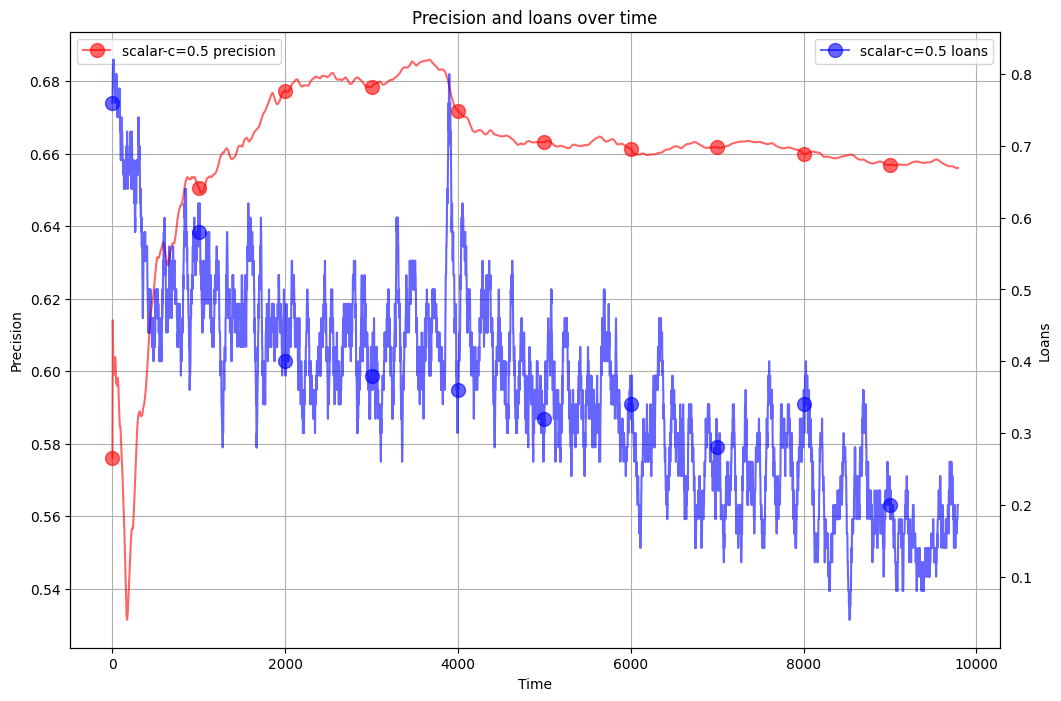 Precision and loans over time
scalar-c=0.5 precision
scalar-c=0.5 loans
0.68
0.66
0.64
0.62
0.60
0.58
0.56
0.54
Precision
0.8
0.7
0.6
0.5
0.4
0.3
0.2
0.1
Loans
0 2000 4000 6000 8000 10000
Time